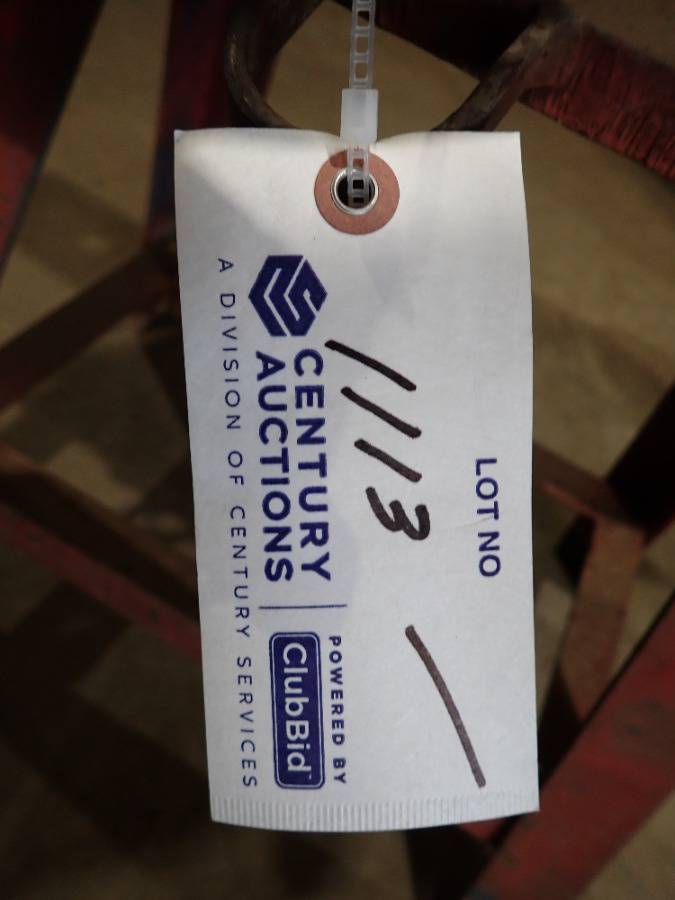 LOT NO
1113
CENTURY
AUCTIONS
POWERED BY
ClubBid
A DIVISION OF CENTURY SERVICES